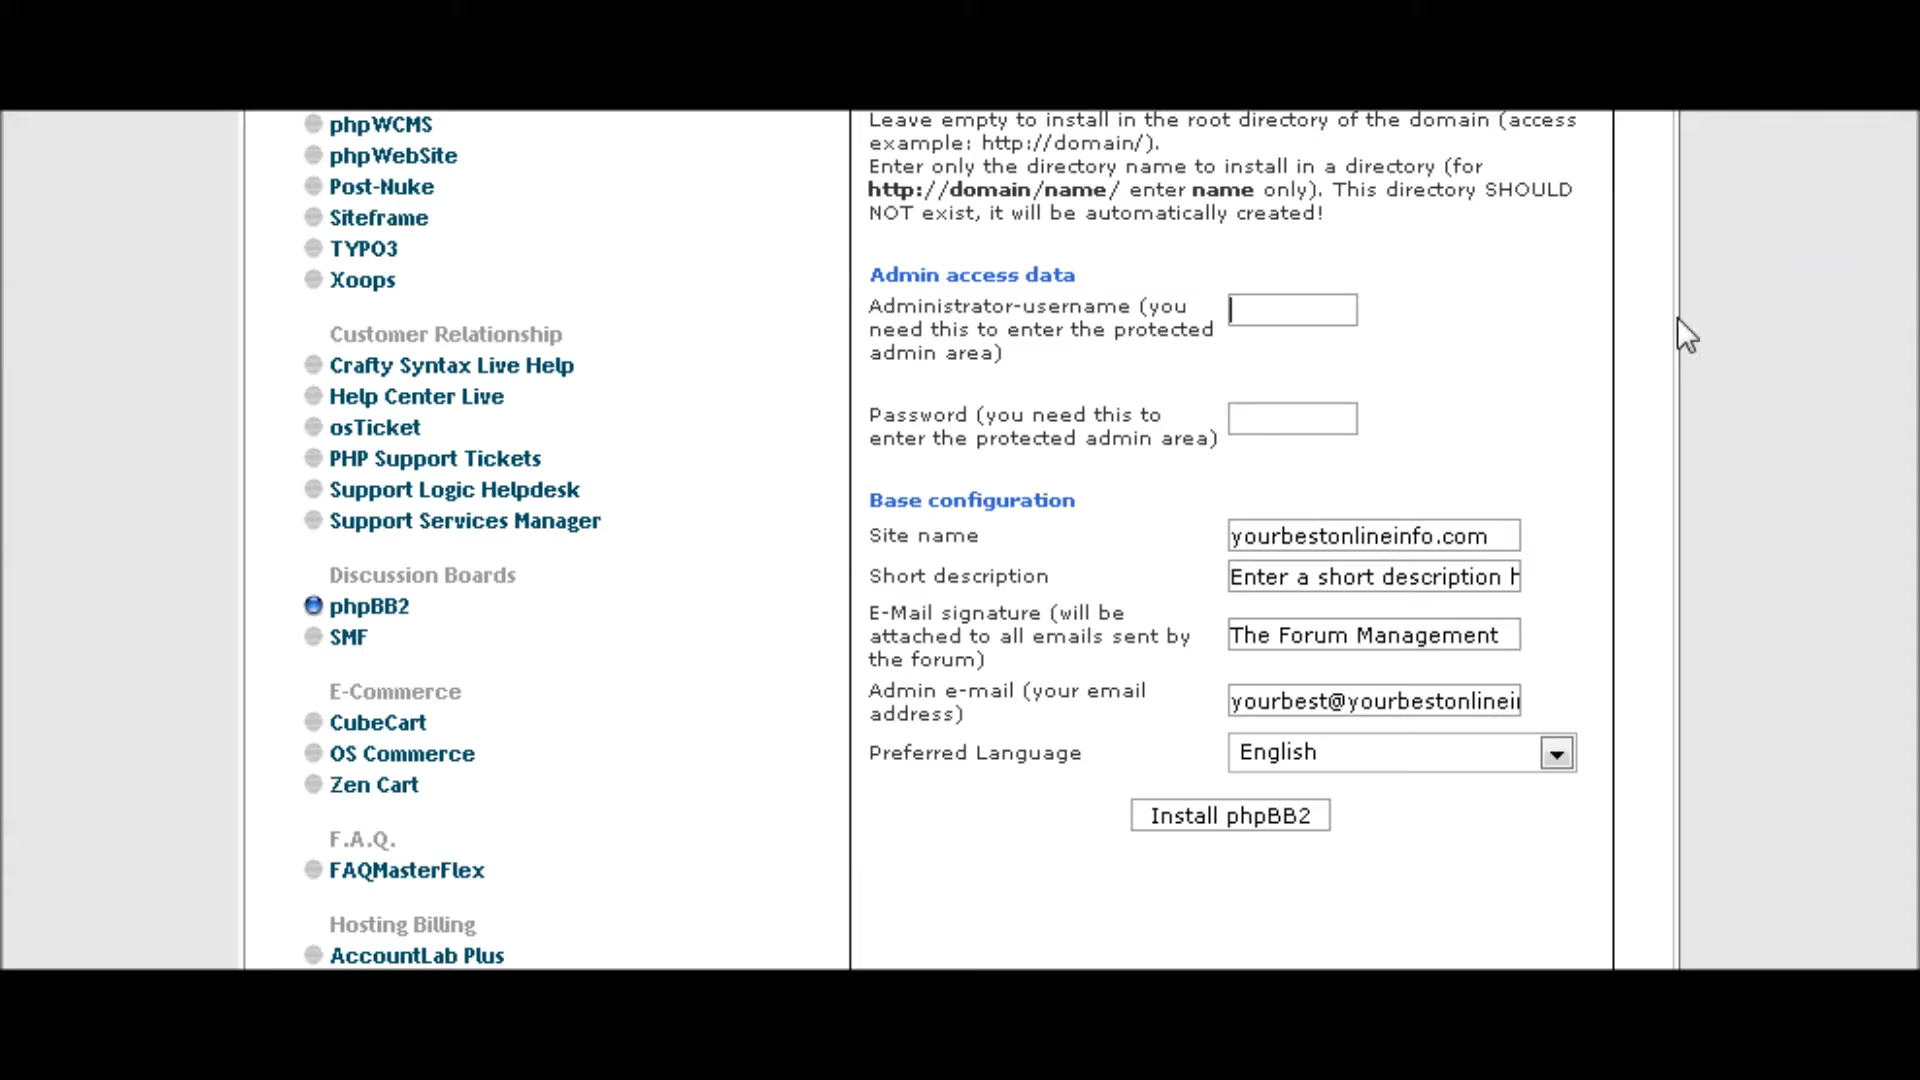 phpWCMS
phpWebSite
Post-Nuke
Siteframe
TYPO3
Xoops
Customer Relationship
Crafty Syntax Live Help
Help Center Live
osTicket
PHP Support Tickets
Support Logic Helpdesk
Support Services Manager
Discussion Boards
phpBB2
SMF
E-Commerce
CubeCart
OS Commerce
Zen Cart
F.A.Q.
FAQMasterFlex
Hosting Billing
AccountLab Plus
Leave empty to install in the root directory of the domain (access
example: http://domain/).
Enter only the directory name to install in a directory (for
http://domain/name/ enter name only). This directory SHOULD
NOT exist, it will be automatically created!
Admin access data
Administrator-username (you
need this to enter the protected
admin area)
Password (you need this to
enter the protected admin area)
Base configuration
Site name
yourbestonlineinfo.com
Short description
Enter a short description
E-Mail signature (will be
attached to all emails sent by
the forum)
The Forum Management
Admin e-mail (your email
address)
yourbest@yourbestonlinei
Preferred Language
English
Install phpBB2